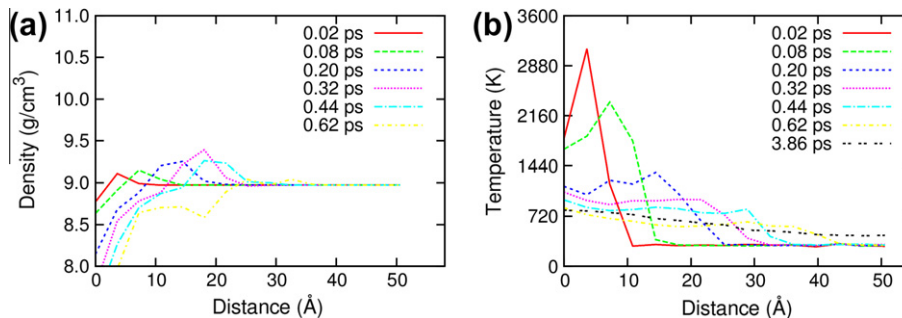 (a)
Density (g/cm³)
11.0
10.5
10.0
9.5
9.0
8.5
8.0
0.02 ps
0.08 ps
0.20 ps
0.32 ps
0.44 ps
0.62 ps
0 10 20 30 40 50
Distance (Å)
(b)
Temperature (K)
3600
2880
2160
1440
720
0
0.02 ps
0.08 ps
0.20 ps
0.32 ps
0.44 ps
0.62 ps
3.86 ps
0 10 20 30 40 50
Distance (Å)